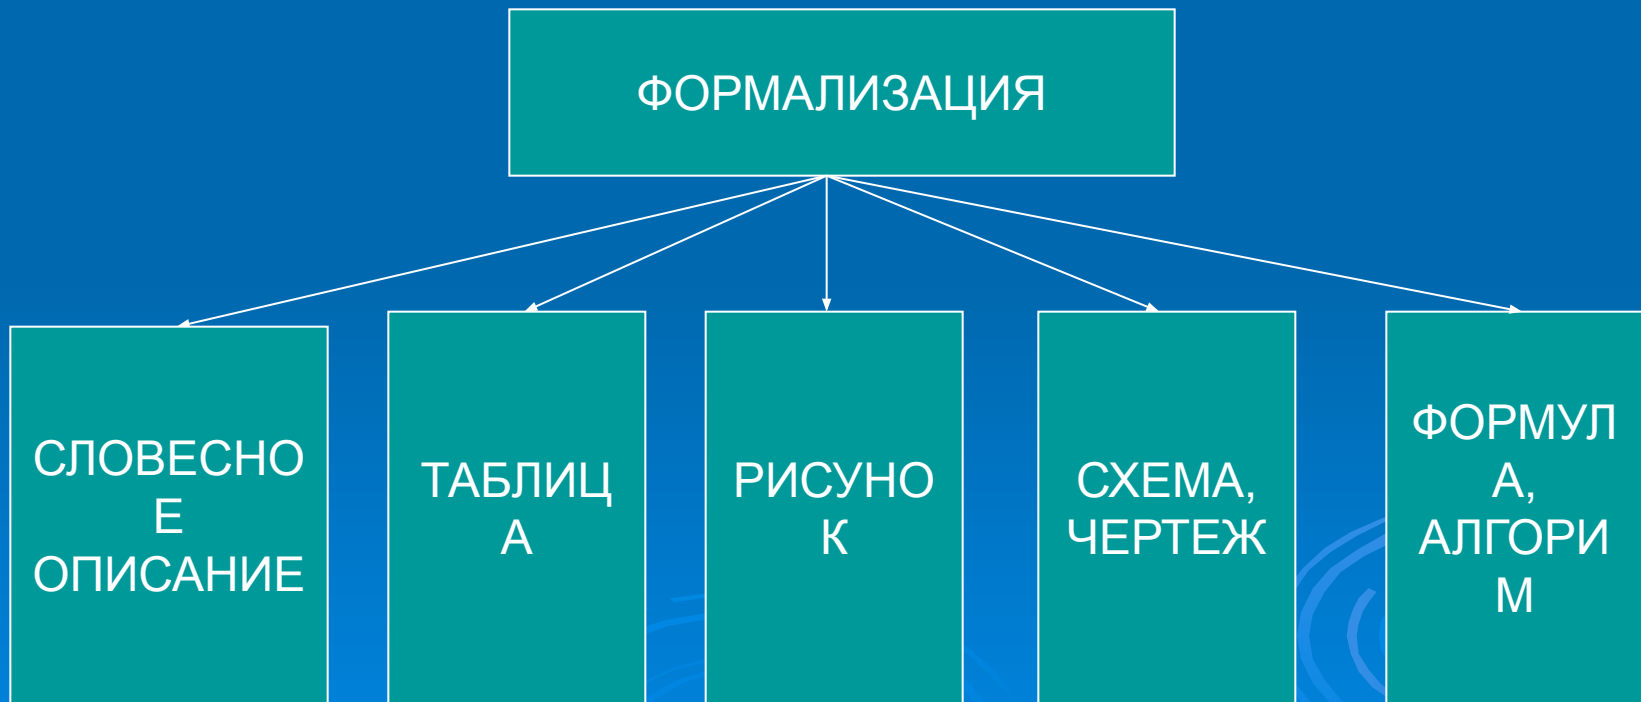 ФОРМАЛИЗАЦИЯ
СЛОВЕСНО
Е
ОПИСАНИЕ
ТАБЛИЦ
А
РИСУНО
К
СХЕМА,
ЧЕРТЕЖ
ФОРМУЛ
А,
АЛГОРИ
М